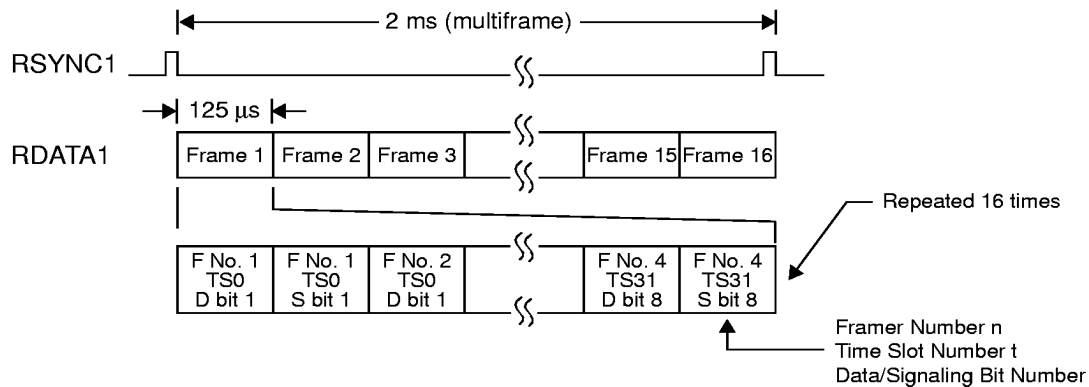 2 ms (multiframe)
RSYNC1
125 μs
RDATA1
Frame 1
Frame 2
Frame 3
Frame 15
Frame 16
Repeated 16 times
F No. 1
TS0
D bit 1
F No. 1
TS0
S bit 1
F No. 2
TS0
D bit 1
F No. 4
TS31
D bit 8
F No. 4
TS31
S bit 8
Framer Number n
Time Slot Number t
Data/Signaling Bit Number